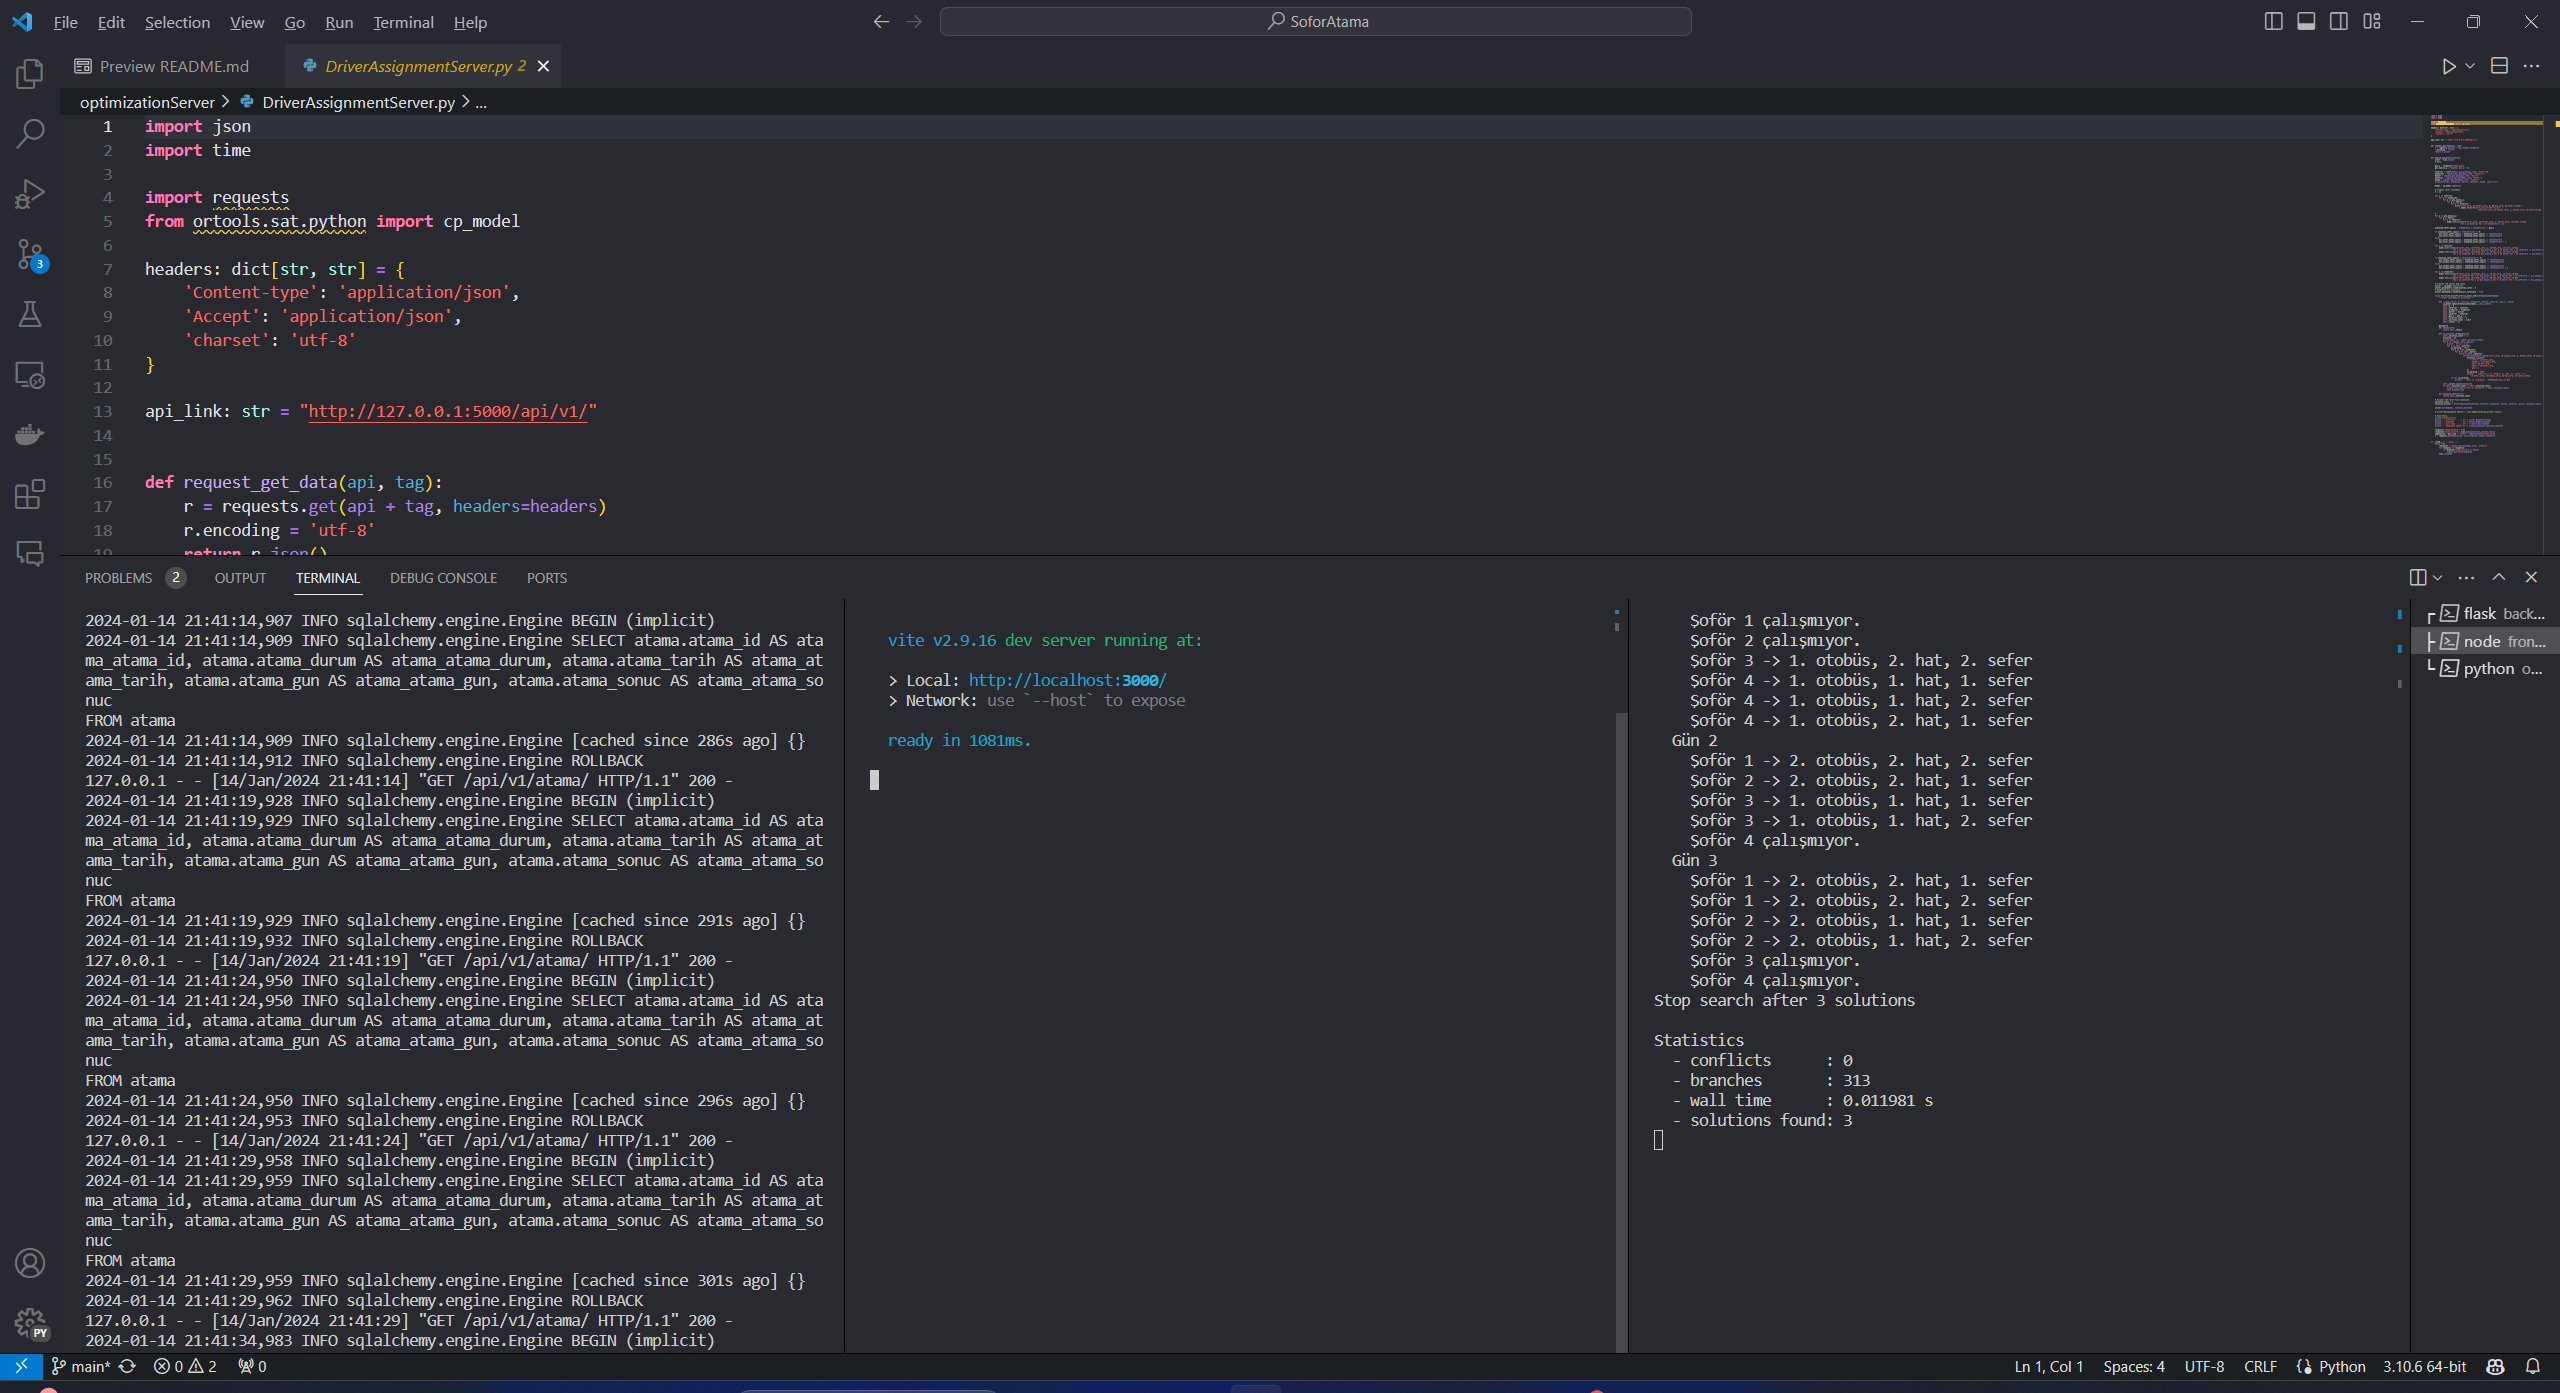 File Edit Selection View Go Run Terminal Help
SoforAtama
Preview README.md
DriverAssignmentServer.py 2
optimizationServer > DriverAssignmentServer.py > ...
1 import json
2 import time
3
4 import requests
5 from ortools.sat.python import cp_model
6
7 headers: dict[str, str] = {
8 'Content-type': 'application/json',
9 'Accept': 'application/json',
10 'charset': 'utf-8'
11 }
12
13 api_link: str = "http://127.0.0.1:5000/api/v1/"
14
15
16 def request_get_data(api, tag):
17 r = requests.get(api + tag, headers=headers)
18 r.encoding = 'utf-8'
19 return r.json()
3
PROBLEMS 2 OUTPUT TERMINAL DEBUG CONSOLE PORTS
2024-01-14 21:41:14,907 INFO sqlalchemy.engine.Engine BEGIN (implicit)
2024-01-14 21:41:14,909 INFO sqlalchemy.engine.Engine SELECT atama.atama_id AS ata
ma_atama_id, atama.atama_durum AS atama_atama_durum, atama.atama_tarih AS atama_at
ama_tarih, atama.atama_gun AS atama_atama_gun, atama.atama_sonuc AS atama_atama_so
nuc
FROM atama
2024-01-14 21:41:14,909 INFO sqlalchemy.engine.Engine [cached since 286s ago] {}
2024-01-14 21:41:14,912 INFO sqlalchemy.engine.Engine ROLLBACK
127.0.0.1 - - [14/Jan/2024 21:41:14] "GET /api/v1/atama/ HTTP/1.1" 200 -
2024-01-14 21:41:19,928 INFO sqlalchemy.engine.Engine BEGIN (implicit)
2024-01-14 21:41:19,929 INFO sqlalchemy.engine.Engine SELECT atama.atama_id AS ata
ma_atama_id, atama.atama_durum AS atama_atama_durum, atama.atama_tarih AS atama_at
ama_tarih, atama.atama_gun AS atama_atama_gun, atama.atama_sonuc AS atama_atama_so
nuc
FROM atama
2024-01-14 21:41:19,929 INFO sqlalchemy.engine.Engine [cached since 291s ago] {}
2024-01-14 21:41:19,932 INFO sqlalchemy.engine.Engine ROLLBACK
127.0.0.1 - - [14/Jan/2024 21:41:19] "GET /api/v1/atama/ HTTP/1.1" 200 -
2024-01-14 21:41:24,950 INFO sqlalchemy.engine.Engine BEGIN (implicit)
2024-01-14 21:41:24,950 INFO sqlalchemy.engine.Engine SELECT atama.atama_id AS ata
ma_atama_id, atama.atama_durum AS atama_atama_durum, atama.atama_tarih AS atama_at
ama_tarih, atama.atama_gun AS atama_atama_gun, atama.atama_sonuc AS atama_atama_so
nuc
FROM atama
2024-01-14 21:41:24,950 INFO sqlalchemy.engine.Engine [cached since 296s ago] {}
2024-01-14 21:41:24,953 INFO sqlalchemy.engine.Engine ROLLBACK
127.0.0.1 - - [14/Jan/2024 21:41:24] "GET /api/v1/atama/ HTTP/1.1" 200 -
2024-01-14 21:41:29,958 INFO sqlalchemy.engine.Engine BEGIN (implicit)
2024-01-14 21:41:29,959 INFO sqlalchemy.engine.Engine SELECT atama.atama_id AS ata
ma_atama_id, atama.atama_durum AS atama_atama_durum, atama.atama_tarih AS atama_at
ama_tarih, atama.atama_gun AS atama_atama_gun, atama.atama_sonuc AS atama_atama_so
nuc
FROM atama
2024-01-14 21:41:29,959 INFO sqlalchemy.engine.Engine [cached since 301s ago] {}
2024-01-14 21:41:29,962 INFO sqlalchemy.engine.Engine ROLLBACK
127.0.0.1 - - [14/Jan/2024 21:41:29] "GET /api/v1/atama/ HTTP/1.1" 200 -
2024-01-14 21:41:34,983 INFO sqlalchemy.engine.Engine BEGIN (implicit)
vite v2.9.16 dev server running at:
> Local: http://localhost:3000/
> Network: use `--host` to expose
ready in 1081ms.
Şoför 1 çalışmıyor.
Şoför 2 çalışmıyor.
Şoför 3 -> 1. otobüs, 2. hat, 2. sefer
Şoför 4 -> 1. otobüs, 1. hat, 1. sefer
Şoför 4 -> 1. otobüs, 1. hat, 2. sefer
Şoför 4 -> 1. otobüs, 2. hat, 1. sefer
Gün 2
Şoför 1 -> 2. otobüs, 2. hat, 2. sefer
Şoför 2 -> 2. otobüs, 2. hat, 1. sefer
Şoför 3 -> 1. otobüs, 1. hat, 1. sefer
Şoför 3 -> 1. otobüs, 1. hat, 2. sefer
Şoför 4 çalışmıyor.
Gün 3
Şoför 1 -> 2. otobüs, 2. hat, 1. sefer
Şoför 1 -> 2. otobüs, 2. hat, 2. sefer
Şoför 2 -> 2. otobüs, 1. hat, 1. sefer
Şoför 2 -> 2. otobüs, 1. hat, 2. sefer
Şoför 3 çalışmıyor.
Şoför 4 çalışmıyor.
Stop search after 3 solutions
Statistics
- conflicts : 0
- branches : 313
- wall time : 0.011981 s
- solutions found: 3
flask back...
node fron...
python o...
PY
main* 0 2 0
Ln 1, Col 1 Spaces: 4 UTF-8 CRLF Python 3.10.6 64-bit